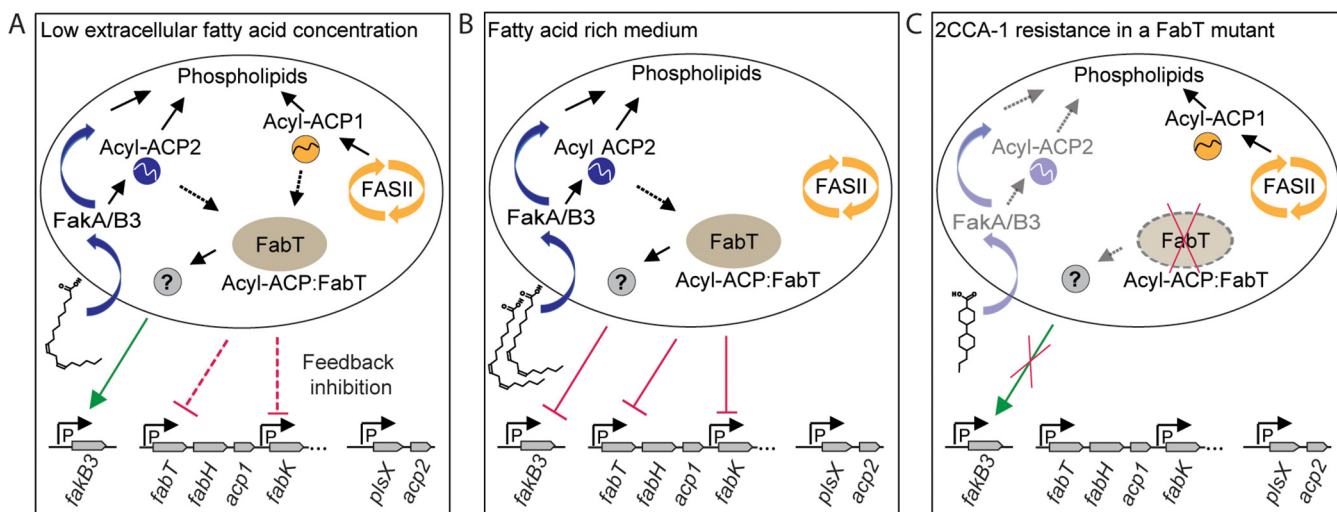 A
Low extracellular fatty acid concentration
Phospholipids
Acyl-ACP1
Acyl-ACP2
FASII
FakA/B3
FabT
?
Acyl-ACP:FabT
Feedback
inhibition
P
P
P
P
fakB3
fabT
fabH
acp1
fabK
...
plsX
acp2
B
Fatty acid rich medium
Phospholipids
Acyl ACP2
FASII
FakA/B3
FabT
?
Acyl-ACP:FabT
P
P
P
P
fakB3
fabT
fabH
acp1
fabK
...
plsX
acp2
C
2CCA-1 resistance in a FabT mutant
Phospholipids
Acyl-ACP1
Acyl-ACP2
FASII
FakA/B3
FabT
?
Acyl-ACP:FabT
HO
O
P
P
P
P
fakB3
fabT
fabH
acp1
fabK
...
plsX
acp2